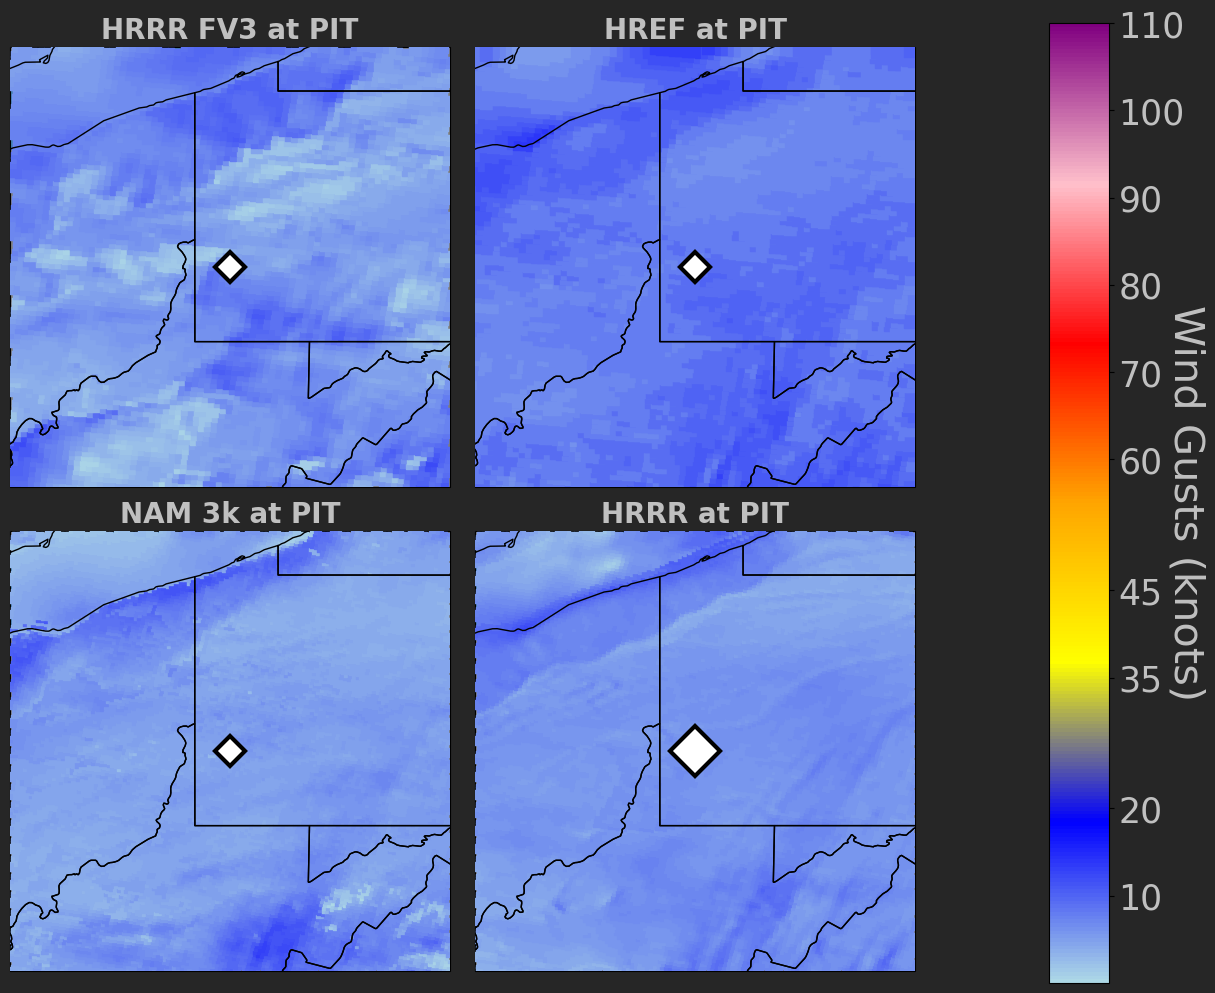 HRRR FV3 at PIT
HREF at PIT
NAM 3k at PIT
HRRR at PIT
110
100
90
80
70
60
45
35
20
10
Wind Gusts (knots)